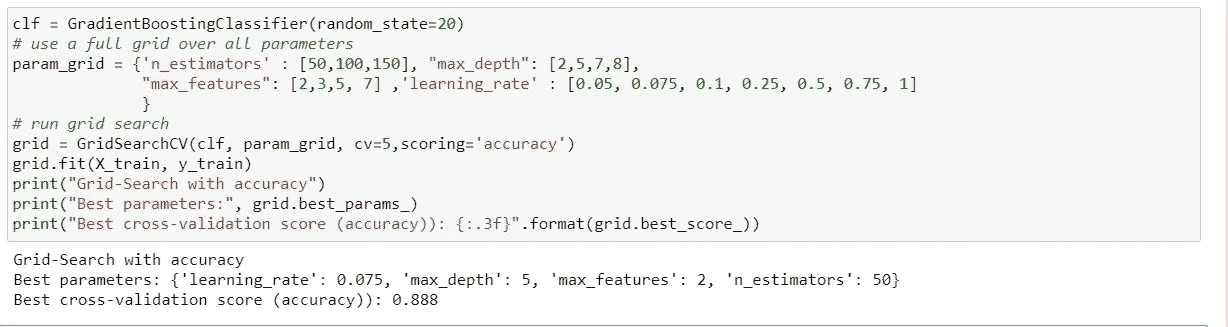 clf = GradientBoostingClassifier(random_state=20)
# use a full grid over all parameters
param_grid = {'n_estimators' : [50,100,150], "max_depth": [2,5,7,8],
"max_features": [2,3,5, 7] ,'learning_rate' : [0.05, 0.075, 0.1, 0.25, 0.5, 0.75, 1]
}
# run grid search
grid = GridSearchCV(clf, param_grid, cv=5,scoring='accuracy')
grid.fit(X_train, y_train)
print("Grid-Search with accuracy")
print("Best parameters:", grid.best_params_)
print("Best cross-validation score (accuracy)): {:.3f}".format(grid.best_score_))
Grid-Search with accuracy
Best parameters: {'learning_rate': 0.075, 'max_depth': 5, 'max_features': 2, 'n_estimators': 50}
Best cross-validation score (accuracy)): 0.888